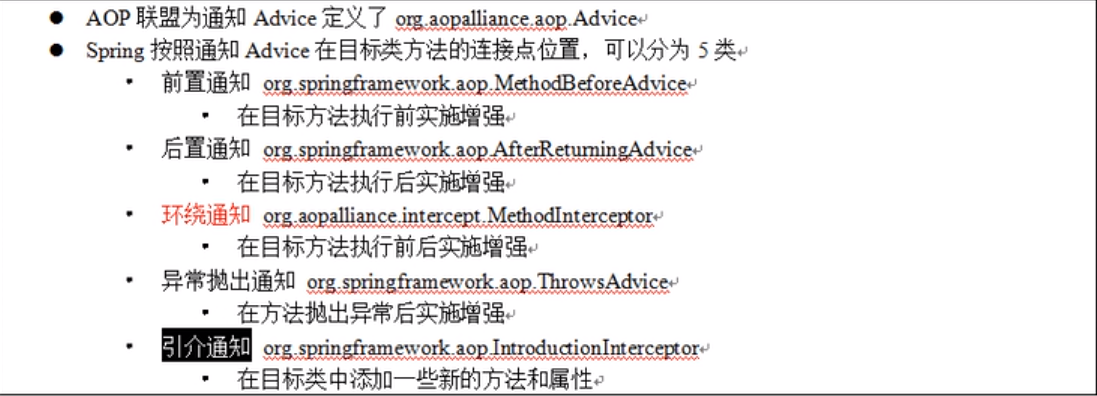 ● AOP 联盟为通知 Advice 定义了 org.aopalliance.aop.Advice↵
● Spring 按照通知 Advice 在目标类方法的连接点位置，可以分为 5 类↵
• 前置通知 org.springframework.aop.MethodBeforeAdvice↵
• 在目标方法执行前实施增强↵
• 后置通知 org.springframework.aop.AfterReturningAdvice↵
• 在目标方法执行后实施增强↵
• 环绕通知 org.aopalliance.intercept.MethodInterceptor↵
• 在目标方法执行前后实施增强↵
• 异常抛出通知 org.springframework.aop.ThrowsAdvice↵
• 在方法抛出异常后实施增强↵
• 引介通知 org.springframework.aop.IntroductionInterceptor↵
• 在目标类中添加一些新的方法和属性↵